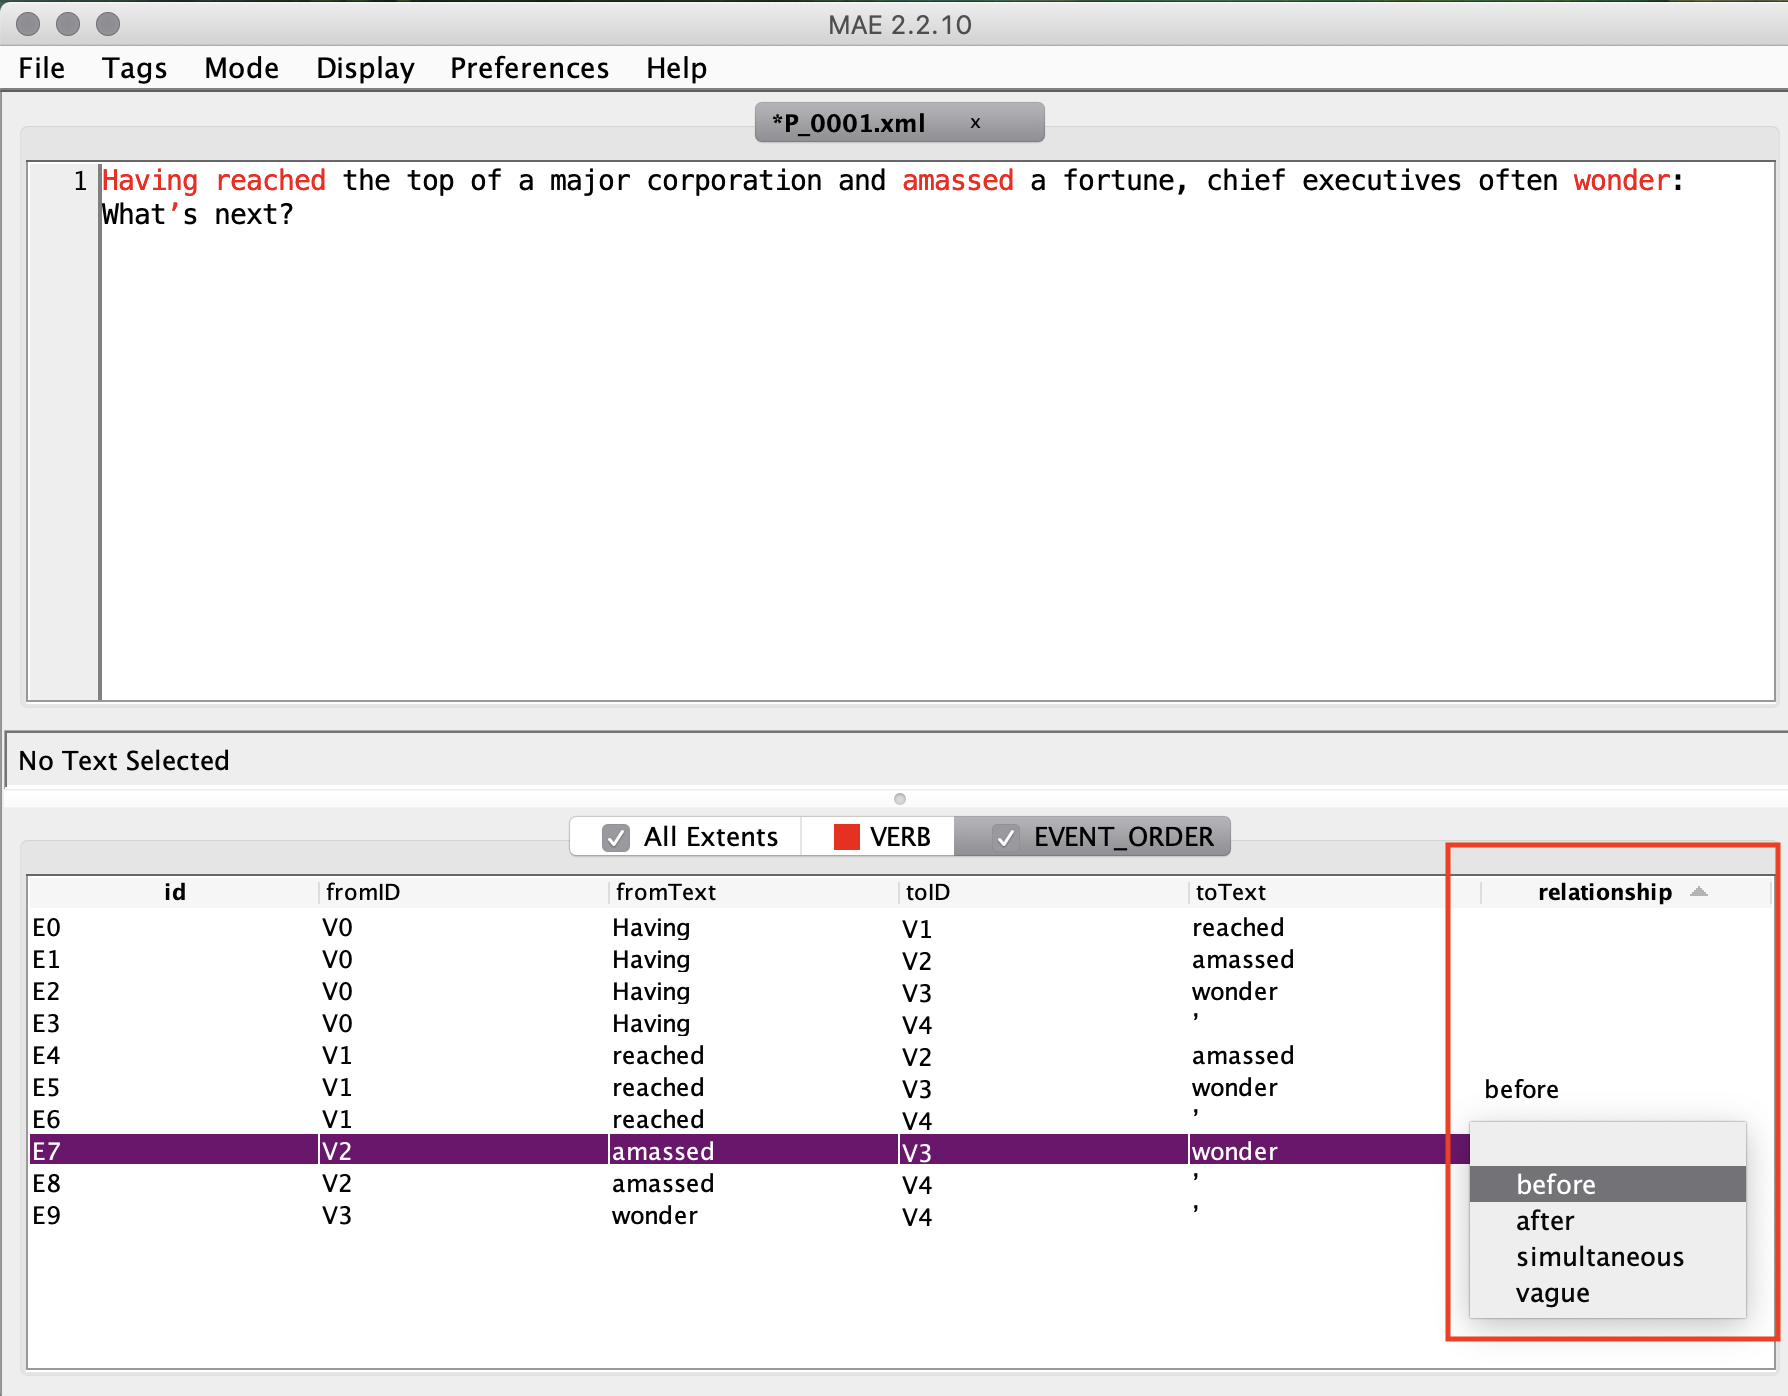 MAE 2.2.10
File Tags Mode Display Preferences Help
*P_0001.xml x
1 Having reached the top of a major corporation and amassed a fortune, chief executives often wonder:
What’s next?
No Text Selected
All Extents VERB EVENT_ORDER
id fromID fromText toID toText relationship
E0 V0 Having V1 reached
E1 V0 Having V2 amassed
E2 V0 Having V3 wonder
E3 V0 Having V4 ’
E4 V1 reached V2 amassed
E5 V1 reached V3 wonder before
E6 V1 reached V4 ’
E7 V2 amassed V3 wonder
E8 V2 amassed V4 ’
E9 V3 wonder V4 ’
before
after
simultaneous
vague